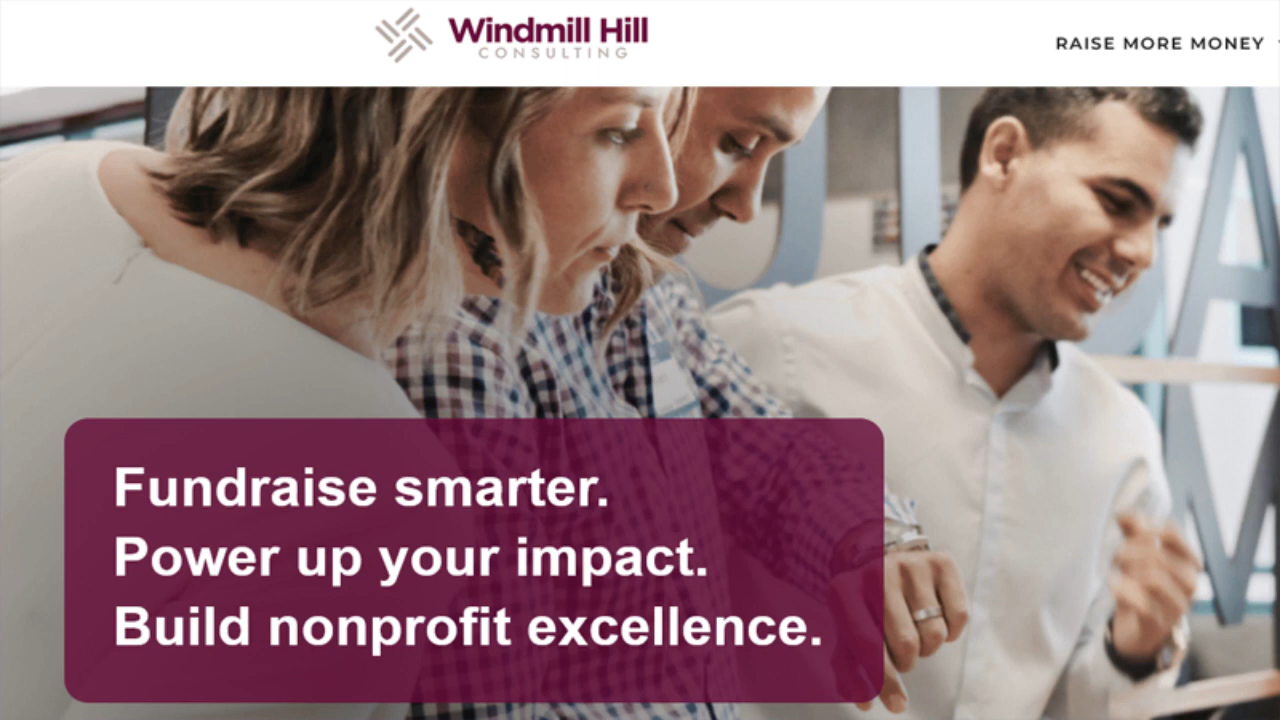 Windmill Hill
CONSULTING
RAISE MORE MONEY
Fundraise smarter.
Power up your impact.
Build nonprofit excellence.